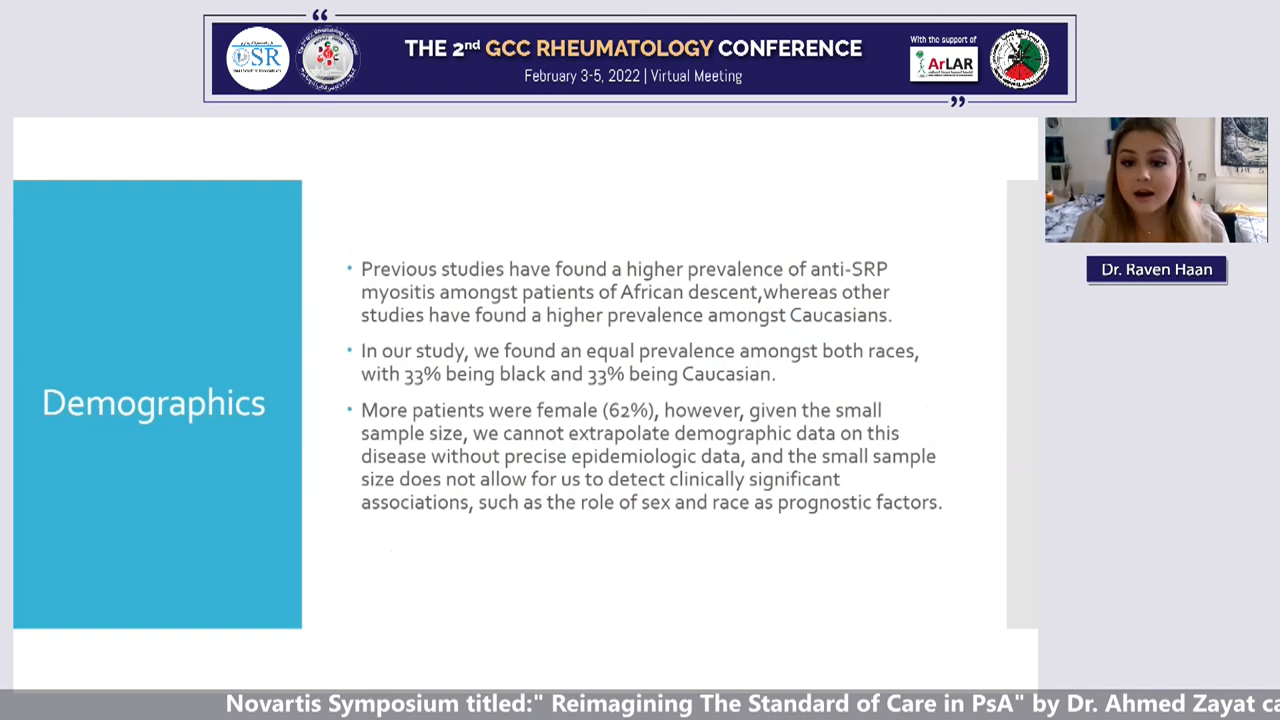 “
THE 2nd GCC RHEUMATOLOGY CONFERENCE
February 3-5, 2022 | Virtual Meeting
”
OSR
With the support of
ArLAR
Dr. Raven Haan
Demographics
• Previous studies have found a higher prevalence of anti-SRP
myositis amongst patients of African descent,whereas other
studies have found a higher prevalence amongst Caucasians.
• In our study, we found an equal prevalence amongst both races,
with 33% being black and 33% being Caucasian.
• More patients were female (62%), however, given the small
sample size, we cannot extrapolate demographic data on this
disease without precise epidemiologic data, and the small sample
size does not allow for us to detect clinically significant
associations, such as the role of sex and race as prognostic factors.
Novartis Symposium titled:" Reimagining The Standard of Care in PsA" by Dr. Ahmed Zayat ca